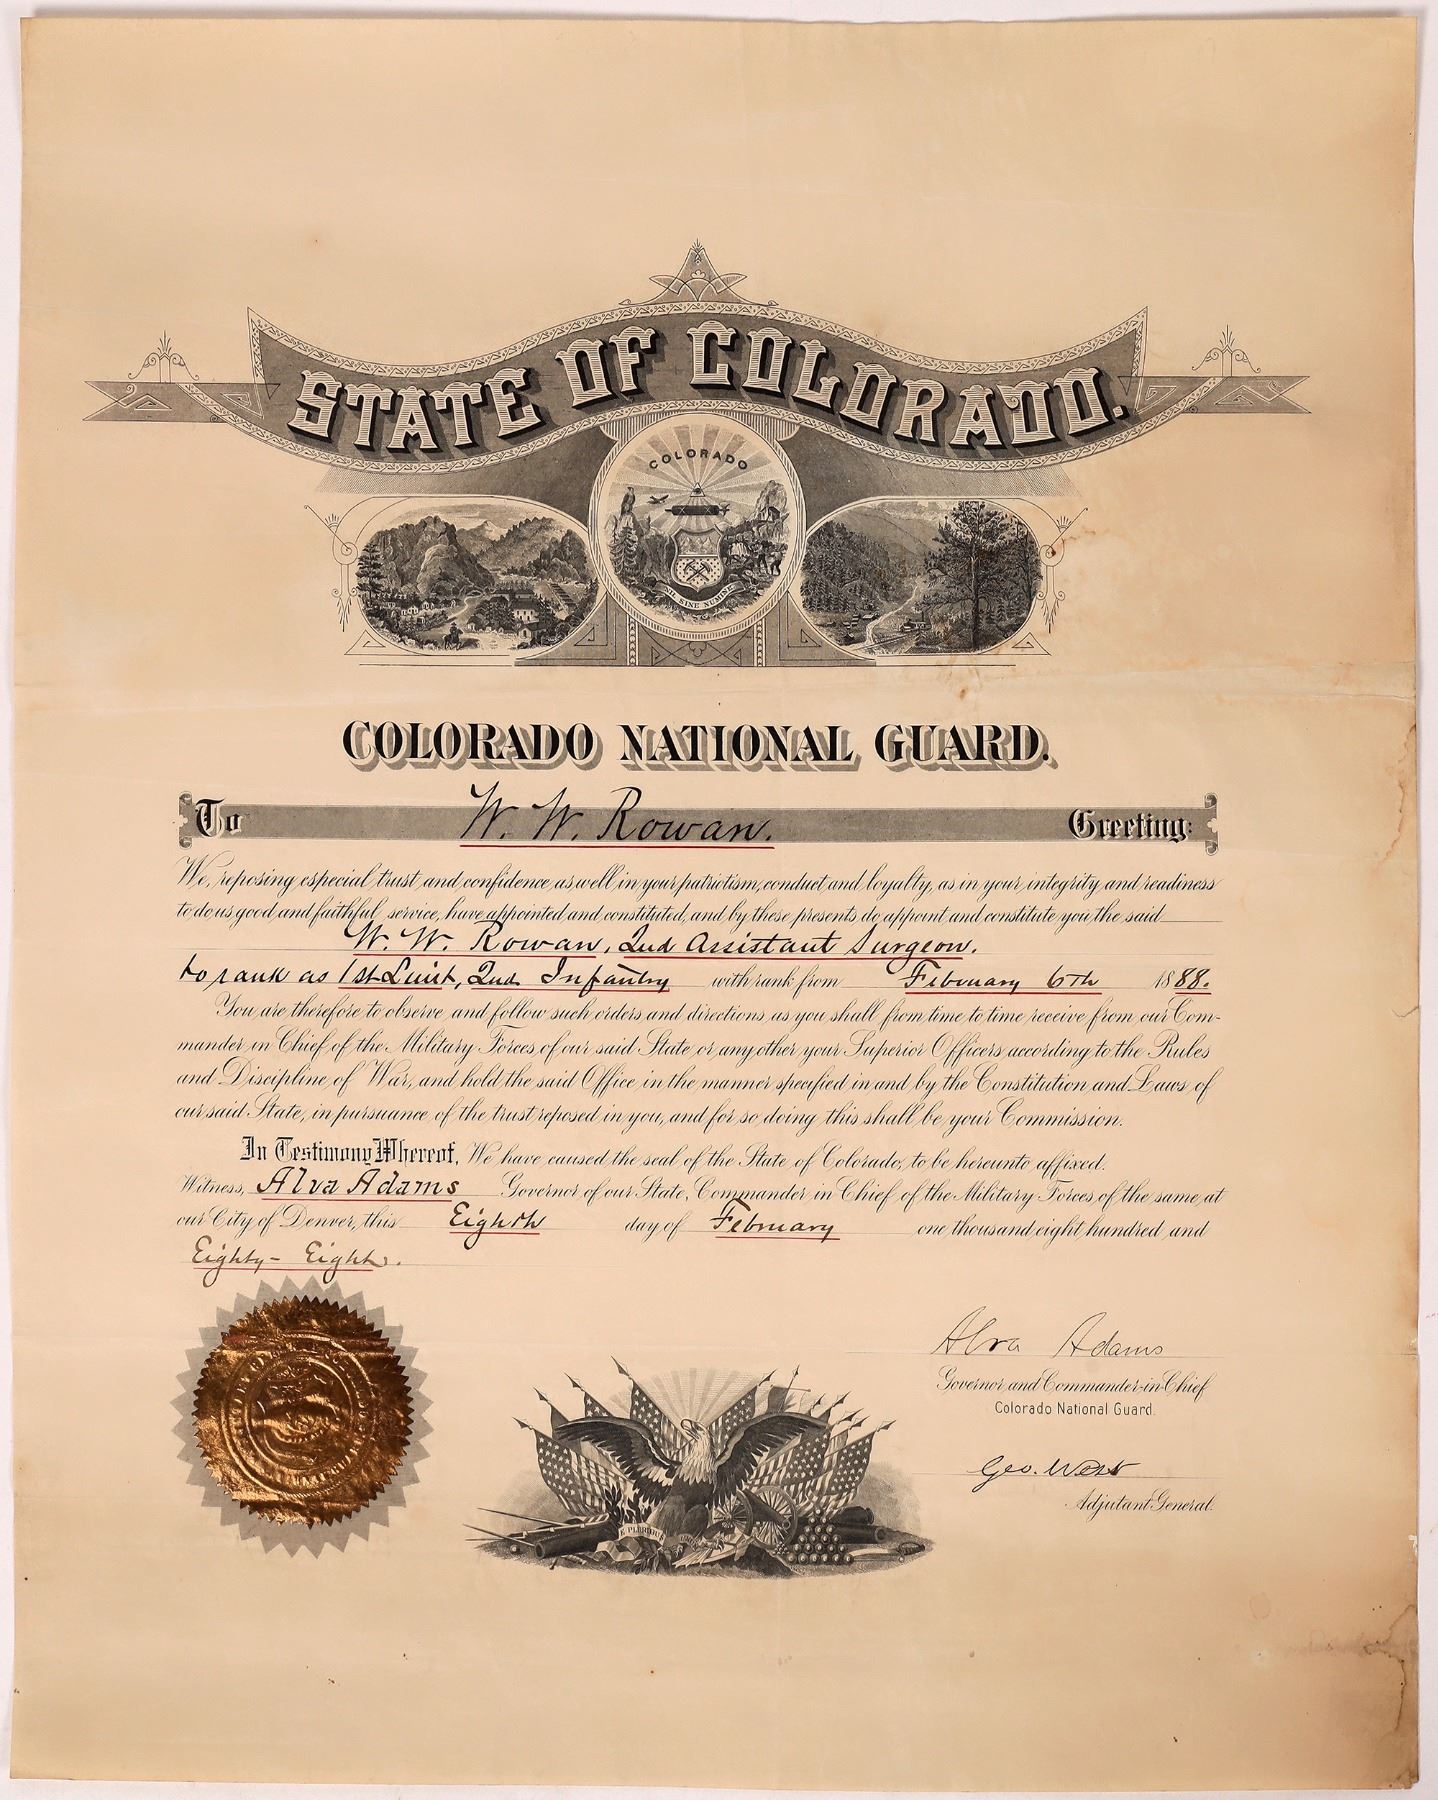 STATE OF COLORADO.
COLORADO
NIL SINE NUMINE
COLORADO NATIONAL GUARD.
To W. W. Rowan. Greeting:
We, reposing especial trust and confidence as well in your patriotism, conduct and loyalty, as in your integrity and readiness
to do us good and faithful service, have appointed and constituted, and by these presents do appoint and constitute you the said
W. W. Rowan, 2nd Assistant Surgeon.
to rank as 1st Leiut, 2nd Infantry with rank from February 6th 1888.
You are therefore to observe and follow such orders and directions, as you shall from time to time receive from our Com-
mander in Chief of the Military Forces of our said State or any other your Superior Officers according to the Rules
and Discipline of War, and hold the said Office in the manner specified in and by the Constitution and Laws of
our said State, in pursuance of the trust reposed in you, and for so doing this shall be your Commission.
In Testimony Whereof, We have caused the seal of the State of Colorado, to be hereunto affixed.
Witness, Alva Adams Governor of our State, Commander in Chief of the Military Forces of the same, at
our City of Denver, this Eighth day of February one thousand eight hundred and
Eighty-Eight.
Alva Adams
Governor and Commander-in-Chief
Colorado National Guard.
Geo. West
Adjutant General.
E PLURIBUS